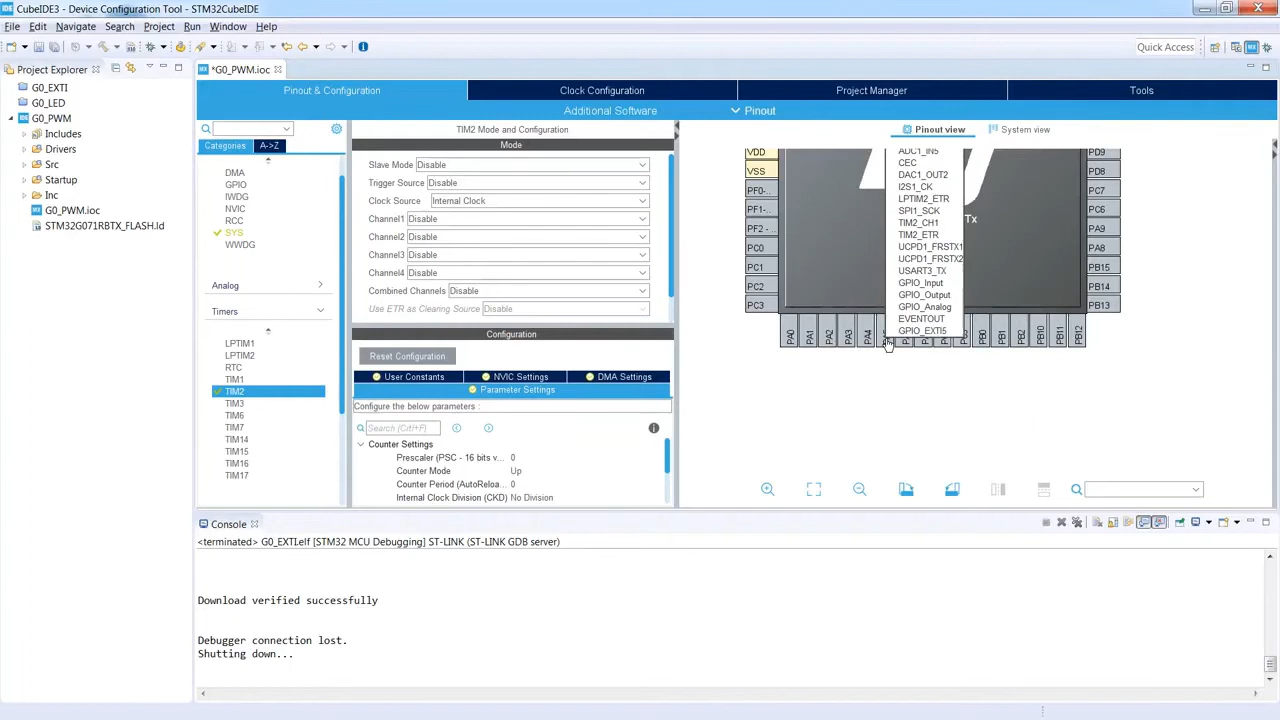 CubeIDE3 - Device Configuration Tool - STM32CubeIDE
File Edit Navigate Search Project Run Window Help
Quick Access
Project Explorer
G0_EXTI
G0_LED
G0_PWM
Includes
Drivers
Src
Startup
Inc
G0_PWM.ioc
STM32G071RBTX_FLASH.ld
*G0_PWM.ioc
Pinout & Configuration Clock Configuration Project Manager Tools
Additional Software Pinout
Categories A->Z
DMA
GPIO
IWDG
NVIC
RCC
SYS
WWDG
Analog
Timers
LPTIM1
LPTIM2
RTC
TIM1
TIM2
TIM3
TIM6
TIM7
TIM14
TIM15
TIM16
TIM17
TIM2 Mode and Configuration
Mode
Slave Mode Disable
Trigger Source Disable
Clock Source Internal Clock
Channel1 Disable
Channel2 Disable
Channel3 Disable
Channel4 Disable
Combined Channels Disable
Use ETR as Clearing Source Disable
Configuration
Reset Configuration
User Constants NVIC Settings DMA Settings
Parameter Settings
Configure the below parameters :
Search (Crtl+F)
Counter Settings
Prescaler (PSC - 16 bits v... 0
Counter Mode Up
Counter Period (AutoReloa... 0
Internal Clock Division (CKD) No Division
Pinout view System view
VDD
VSS
PF0-..
PF1-..
PF2 - ..
PC0
PC1
PC2
PC3
ADC1_IN5
CEC
DAC1_OUT2
I2S1_CK
LPTIM2_ETR
SPI1_SCK
TIM2_CH1
TIM2_ETR
UCPD1_FRSTX1
UCPD1_FRSTX2
USART3_TX
GPIO_Input
GPIO_Output
GPIO_Analog
EVENTOUT
GPIO_EXTI5
Tx
PD9
PD8
PC7
PC6
PA9
PA8
PB15
PB14
PB13
PA0 PA1 PA2 PA3 PA4 PB0 PB1 PB2 PB10 PB11 PB12
Console
<terminated> G0_EXTI.elf [STM32 MCU Debugging] ST-LINK (ST-LINK GDB server)
Download verified successfully
Debugger connection lost.
Shutting down...